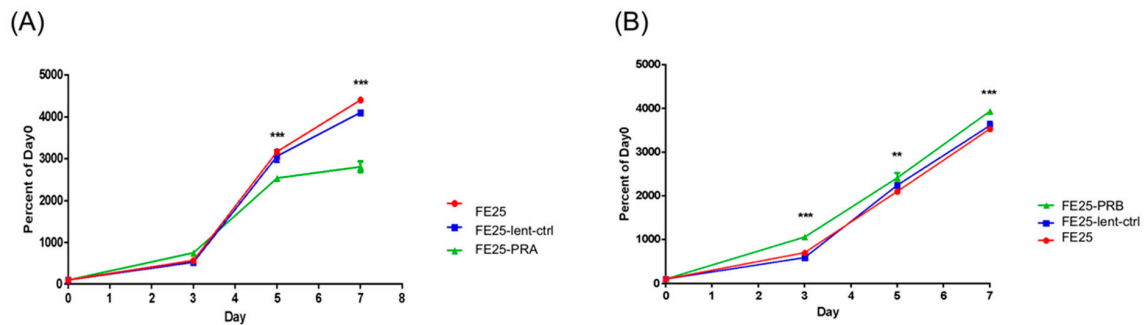 (A)
5000
4000
3000
2000
1000
0
Percent of Day0
0
1
2
3
4
5
6
7
8
Day
***
***
FE25
FE25-lent-ctrl
FE25-PRA
(B)
5000
4000
3000
2000
1000
0
Percent of Day0
0
1
2
3
4
5
6
7
Day
***
**
***
FE25-PRB
FE25-lent-ctrl
FE25